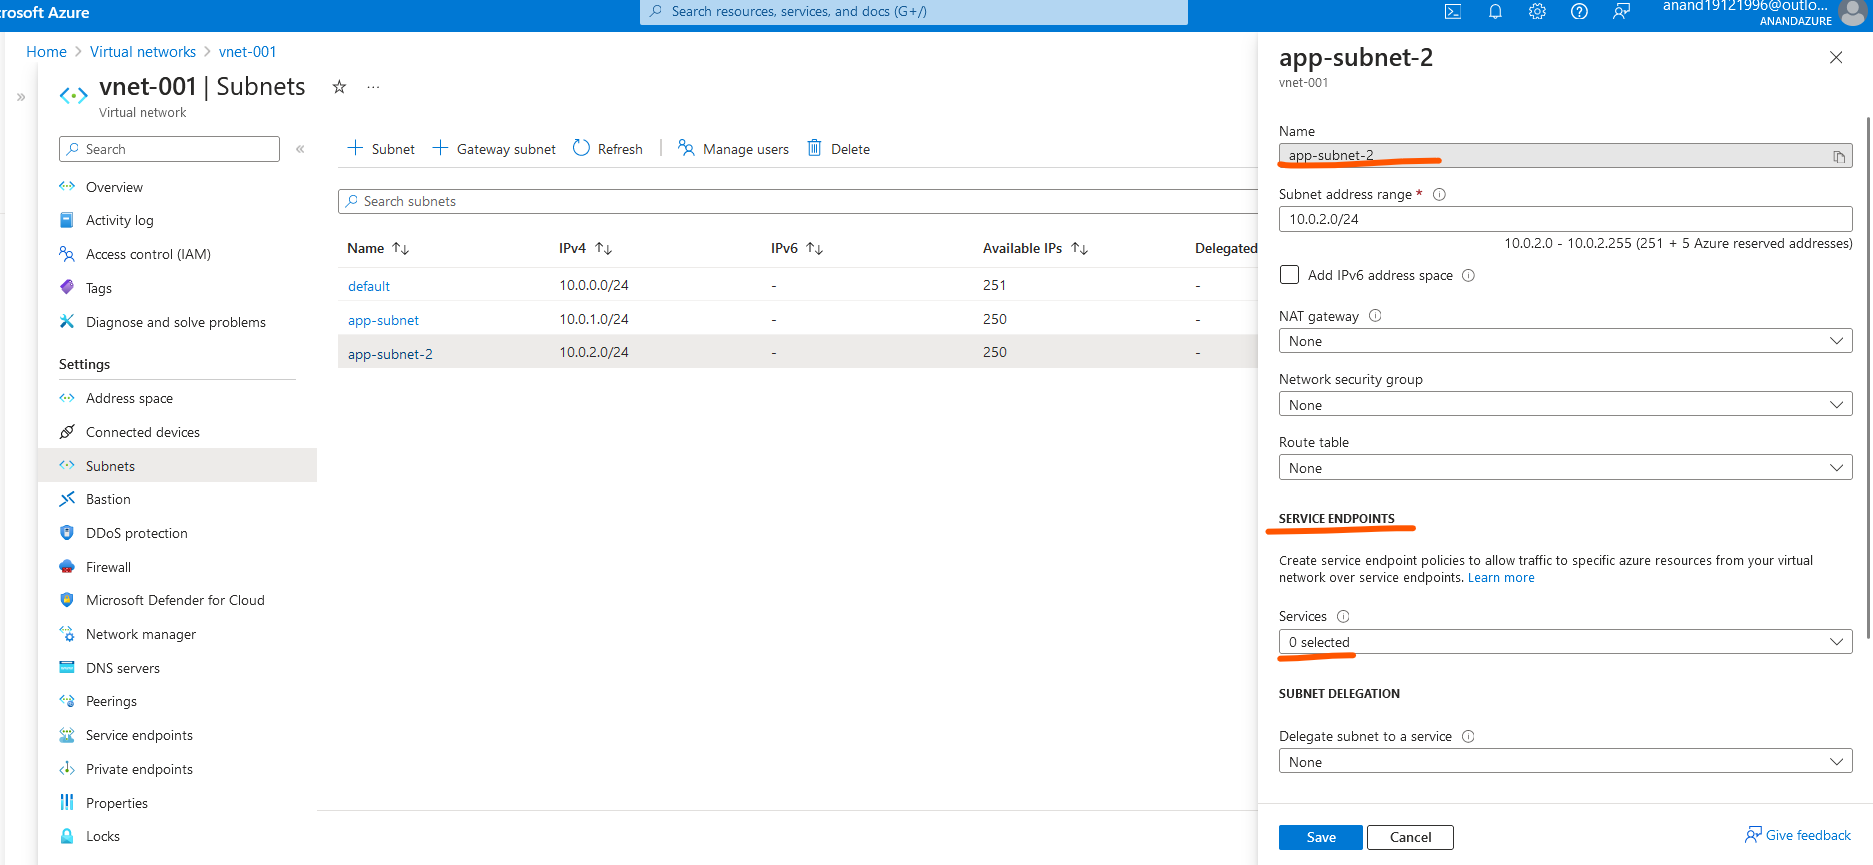 crosoft Azure
Search resources, services, and docs (G+/)
anand19121996@outlo...
ANANDAZURE
Home > Virtual networks > vnet-001
vnet-001 | Subnets
Virtual network
Search
Overview
Activity log
Access control (IAM)
Tags
Diagnose and solve problems
Settings
Address space
Connected devices
Subnets
Bastion
DDoS protection
Firewall
Microsoft Defender for Cloud
Network manager
DNS servers
Peerings
Service endpoints
Private endpoints
Properties
Locks
Subnet Gateway subnet Refresh Manage users Delete
Search subnets
Name IPv4 IPv6 Available IPs Delegated
default 10.0.0.0/24 - 251 -
app-subnet 10.0.1.0/24 - 250 -
app-subnet-2 10.0.2.0/24 - 250 -
app-subnet-2
vnet-001
Name
app-subnet-2
Subnet address range *
10.0.2.0/24
10.0.2.0 - 10.0.2.255 (251 + 5 Azure reserved addresses)
Add IPv6 address space
NAT gateway
None
Network security group
None
Route table
None
SERVICE ENDPOINTS
Create service endpoint policies to allow traffic to specific azure resources from your virtual
network over service endpoints. Learn more
Services
0 selected
SUBNET DELEGATION
Delegate subnet to a service
None
Save Cancel
Give feedback